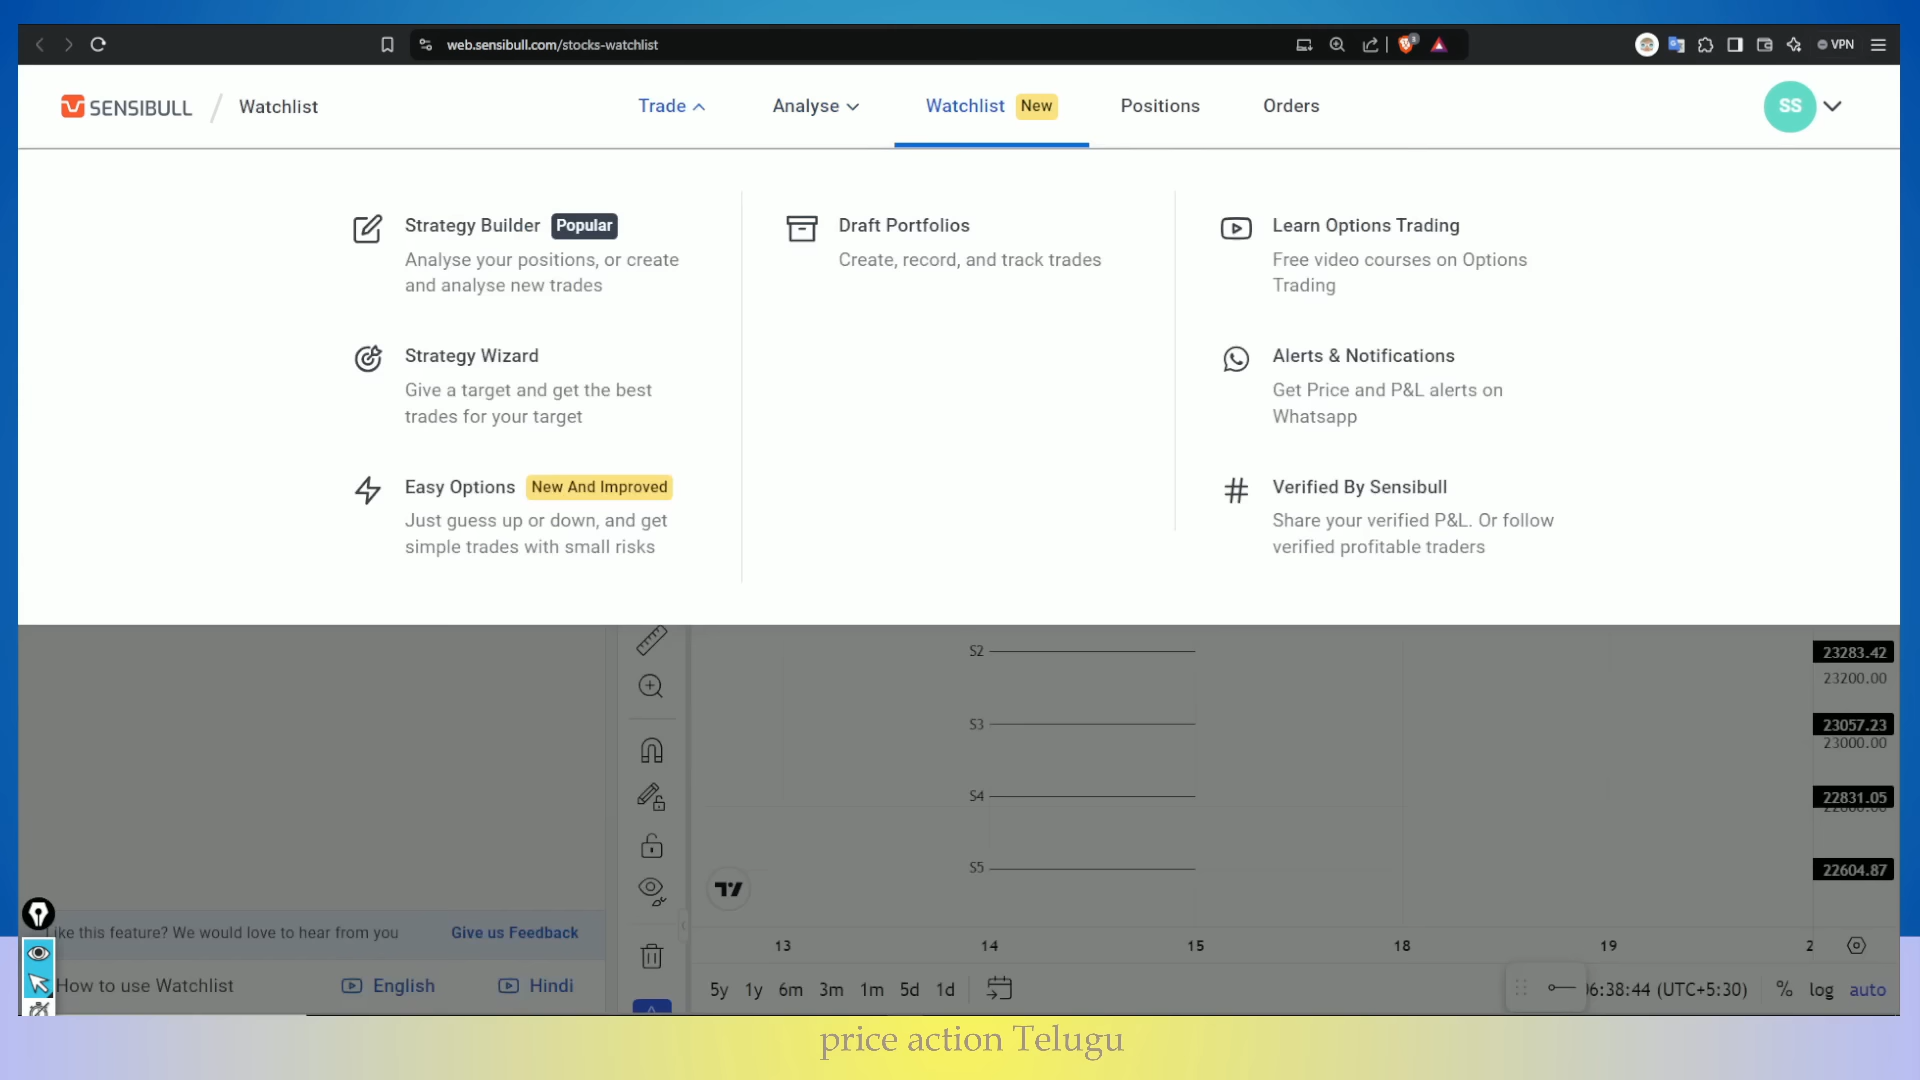 web.sensibull.com/stocks-watchlist
VPN
SENSIBULL / Watchlist
Trade
Analyse
Watchlist New
Positions
Orders
SS
Strategy Builder Popular
Analyse your positions, or create
and analyse new trades
Strategy Wizard
Give a target and get the best
trades for your target
Easy Options New And Improved
Just guess up or down, and get
simple trades with small risks
Draft Portfolios
Create, record, and track trades
Learn Options Trading
Free video courses on Options
Trading
Alerts & Notifications
Get Price and P&L alerts on
Whatsapp
Verified By Sensibull
Share your verified P&L. Or follow
verified profitable traders
S2
23283.42
23200.00
S3
23057.23
23000.00
S4
22831.05
S5
22604.87
like this feature? We would love to hear from you
Give us Feedback
13 14 15 18 19 2
How to use Watchlist
English
Hindi
5y 1y 6m 3m 1m 5d 1d
6:38:44 (UTC+5:30)
% log auto
price action Telugu